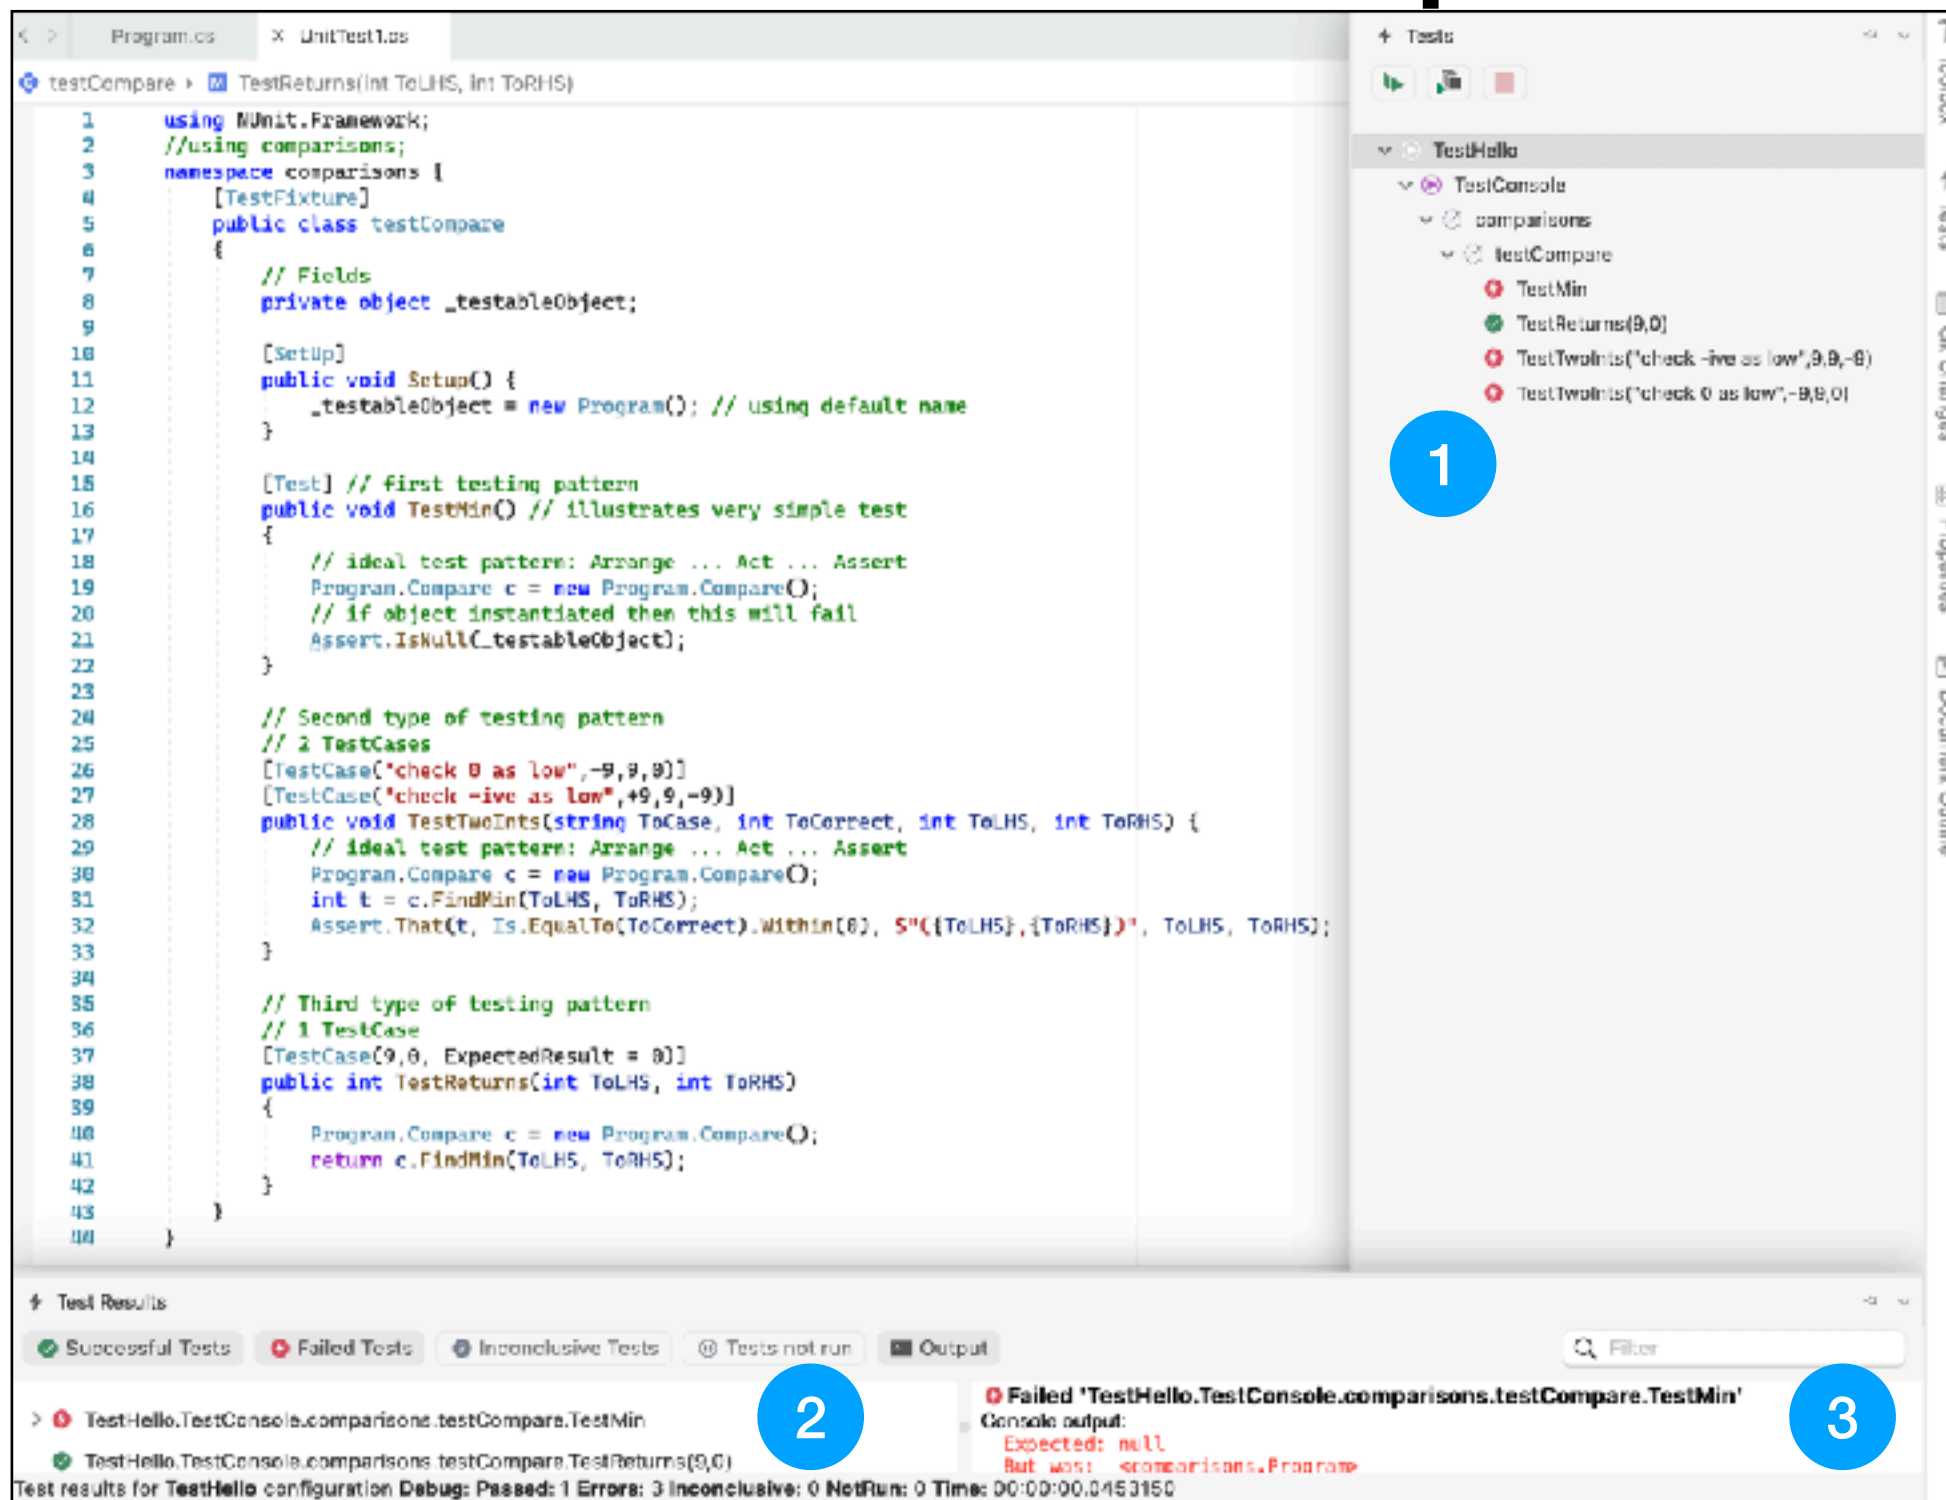 Program.cs
× UnitTest1.cs
testCompare
TestReturns(int ToLHS, int ToRHS)
1 using NUnit.Framework;
2 //using comparisons;
3 namespace comparisons {
4 [TestFixture]
5 public class testCompare
6 {
7 // Fields
8 private object _testableObject;
9
10 [SetUp]
11 public void Setup() {
12 _testableObject = new Program(); // using default name
13 }
14
15 [Test] // first testing pattern
16 public void TestMin() // illustrates very simple test
17 {
18 // ideal test pattern: Arrange ... Act ... Assert
19 Program.Compare c = new Program.Compare();
20 // if object instantiated then this will fail
21 Assert.IsNull(_testableObject);
22 }
23
24 // Second type of testing pattern
25 // 2 TestCases
26 [TestCase("check 0 as low",-9,9,0)]
27 [TestCase("check -ive as low",+9,9,-9)]
28 public void TestTwoInts(string ToCase, int ToCorrect, int ToLHS, int ToRHS) {
29 // ideal test pattern: Arrange ... Act ... Assert
30 Program.Compare c = new Program.Compare();
31 int t = c.FindMin(ToLHS, ToRHS);
32 Assert.That(t, Is.EqualTo(ToCorrect).Within(0), $"({ToLHS},{ToRHS})", ToLHS, ToRHS);
33 }
34
35 // Third type of testing pattern
36 // 1 TestCase
37 [TestCase(9,0, ExpectedResult = 0)]
38 public int TestReturns(int ToLHS, int ToRHS)
39 {
40 Program.Compare c = new Program.Compare();
41 return c.FindMin(ToLHS, ToRHS);
42 }
43 }
44 }
Tests
TestHello
TestConsole
comparisons
testCompare
TestMin
TestReturns(9,0)
TestTwoInts("check -ive as low",9,9,-9)
TestTwoInts("check 0 as low",-9,9,0)
1
Toolbox
Tests
Git Changes
Properties
Document Outline
Test Results
Successful Tests
Failed Tests
Inconclusive Tests
Tests not run
Output
Filter
TestHello.TestConsole.comparisons.testCompare.TestMin
TestHello.TestConsole.comparisons.testCompare.TestReturns(9,0)
2
Failed 'TestHello.TestConsole.comparisons.testCompare.TestMin'
Console output:
Expected: null
But was: <comparisons.Program>
3
Test results for TestHello configuration Debug: Passed: 1 Errors: 3 Inconclusive: 0 NotRun: 0 Time: 00:00:00.0453150